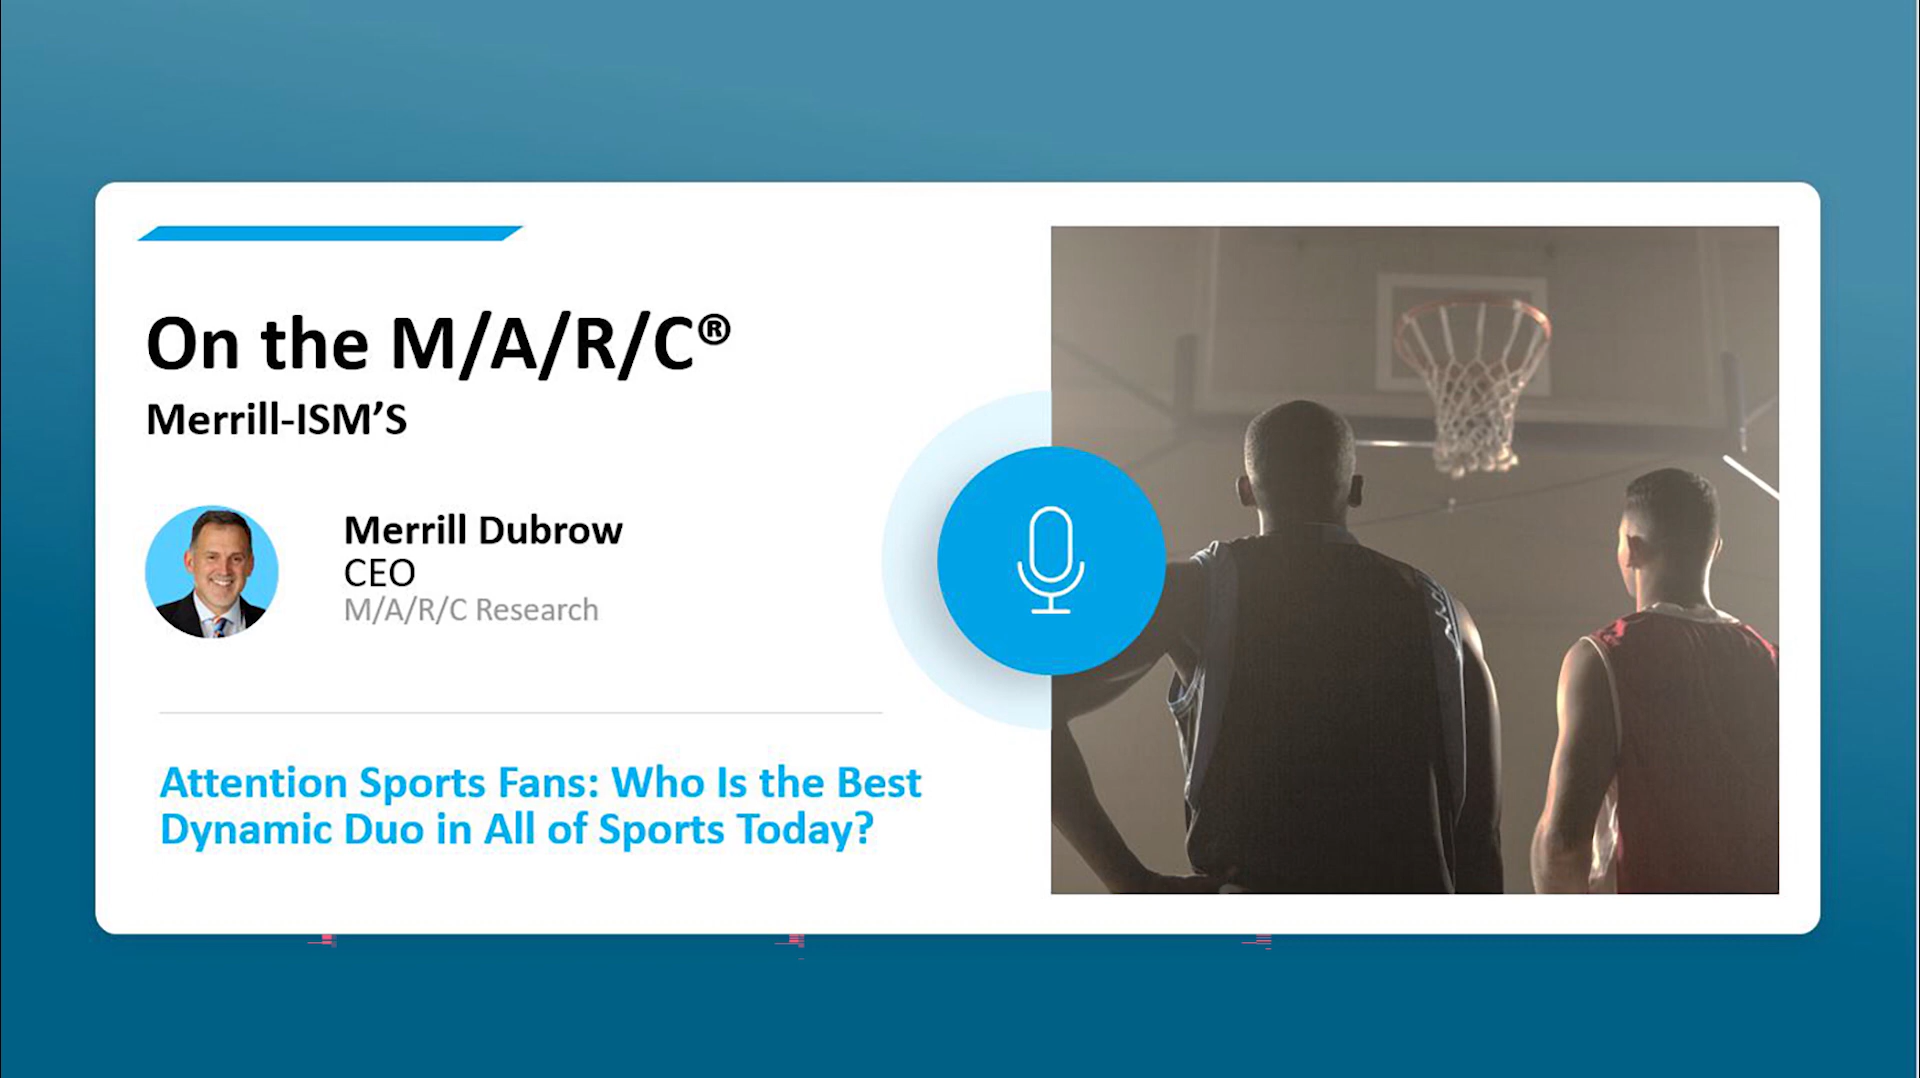 On the M/A/R/C®
Merrill-ISM’S
Merrill Dubrow
CEO
M/A/R/C Research
Attention Sports Fans: Who Is the Best
Dynamic Duo in All of Sports Today?